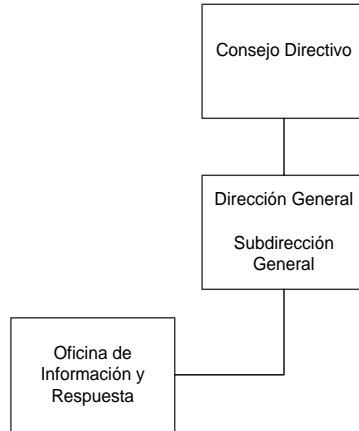 Consejo Directivo
Dirección General
Subdirección
General
Oficina de
Información y
Respuesta